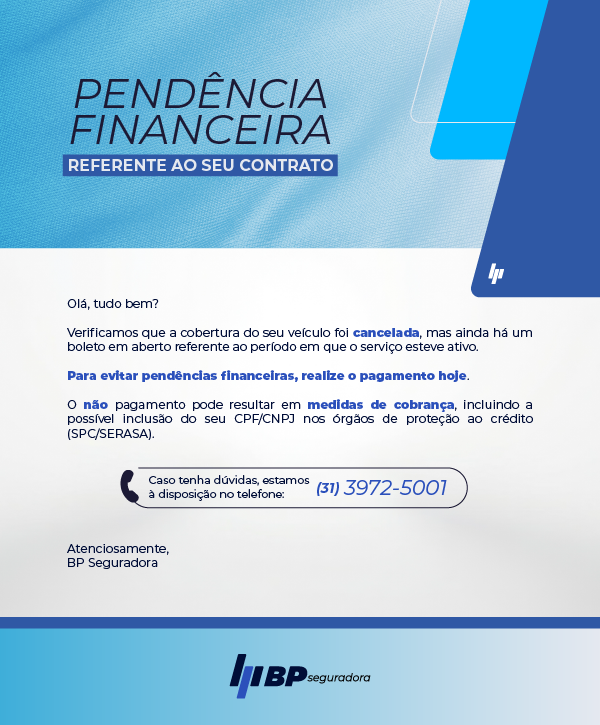 PENDÊNCIA
FINANCEIRA
REFERENTE AO SEU CONTRATO
Olá, tudo bem?
Verificamos que a cobertura do seu veículo foi cancelada, mas ainda há um
boleto em aberto referente ao período em que o serviço esteve ativo.
Para evitar pendências financeiras, realize o pagamento hoje.
O não pagamento pode resultar em medidas de cobrança, incluindo a
possível inclusão do seu CPF/CNPJ nos órgãos de proteção ao crédito
(SPC/SERASA).
Caso tenha dúvidas, estamos
à disposição no telefone:
(31) 3972-5001
Atenciosamente,
BP Seguradora
BP seguradora